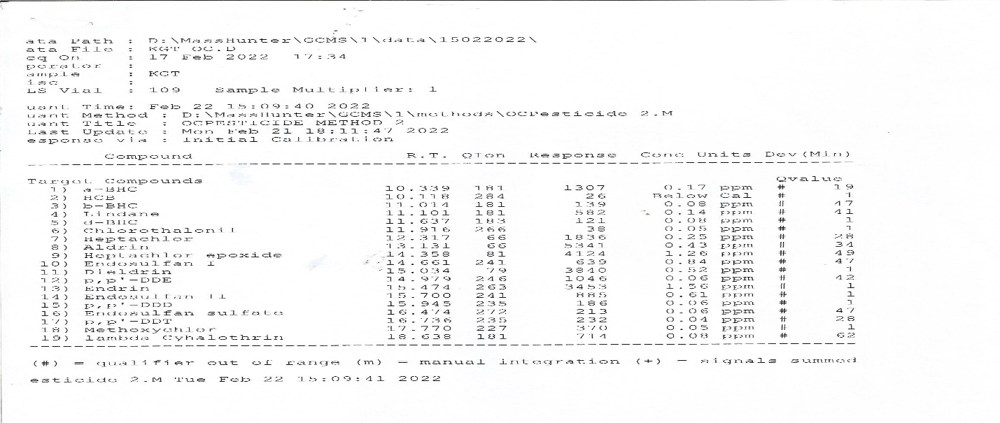 ata Path : D:\MassHunter\GCMS\1\data\15022022\
ata File : KGT OC.D
cq On : 17 Feb 2022 17:34
perator :
ample : KGT
isc :
LS Vial : 109 Sample Multiplier: 1
uant Time: Feb 22 15:09:40 2022
uant Method : D:\MassHunter\GCMS\1\methods\OCPesticide 2.M
uant Title : OCPESTICIDE METHOD 2
Last Update : Mon Feb 21 18:11:47 2022
esponse via : Initial Calibration
Compound R.T. QIon Response Conc Units Dev(Min)
Target Compounds Qvalue
1) a-BHC 10.339 181 1307 0.17 ppm # 19
2) HCB 10.118 284 26 Below Cal # 1
3) b-BHC 11.014 181 139 0.08 ppm # 47
4) Lindane 11.101 181 582 0.14 ppm # 41
5) d-BHC 11.637 183 121 0.08 ppm # 1
6) Chlorothalonil 11.916 266 38 0.05 ppm # 1
7) Heptachlor 12.317 66 1836 0.25 ppm # 28
8) Aldrin 13.131 66 5341 0.43 ppm # 34
9) Heptachlor epoxide 14.358 81 4124 1.26 ppm # 49
10) Endosulfan I 14.661 241 639 0.84 ppm # 47
11) Dieldrin 15.034 79 3840 0.52 ppm # 1
12) p,p'-DDE 14.979 246 1046 0.06 ppm # 42
13) Endrin 15.474 263 3453 1.56 ppm # 1
14) Endosulfan II 15.700 241 885 0.61 ppm # 1
15) p,p'-DDD 15.945 235 186 0.06 ppm # 1
16) Endosulfan sulfate 16.474 272 213 0.06 ppm # 47
17) p,p'-DDT 16.736 235 232 0.04 ppm # 28
18) Methoxychlor 17.770 227 370 0.05 ppm # 1
19) lambda Cyhalothrin 18.638 181 714 0.08 ppm # 62
(#) = qualifier out of range (m) = manual integration (+) = signals summed
esticide 2.M Tue Feb 22 15:09:41 2022